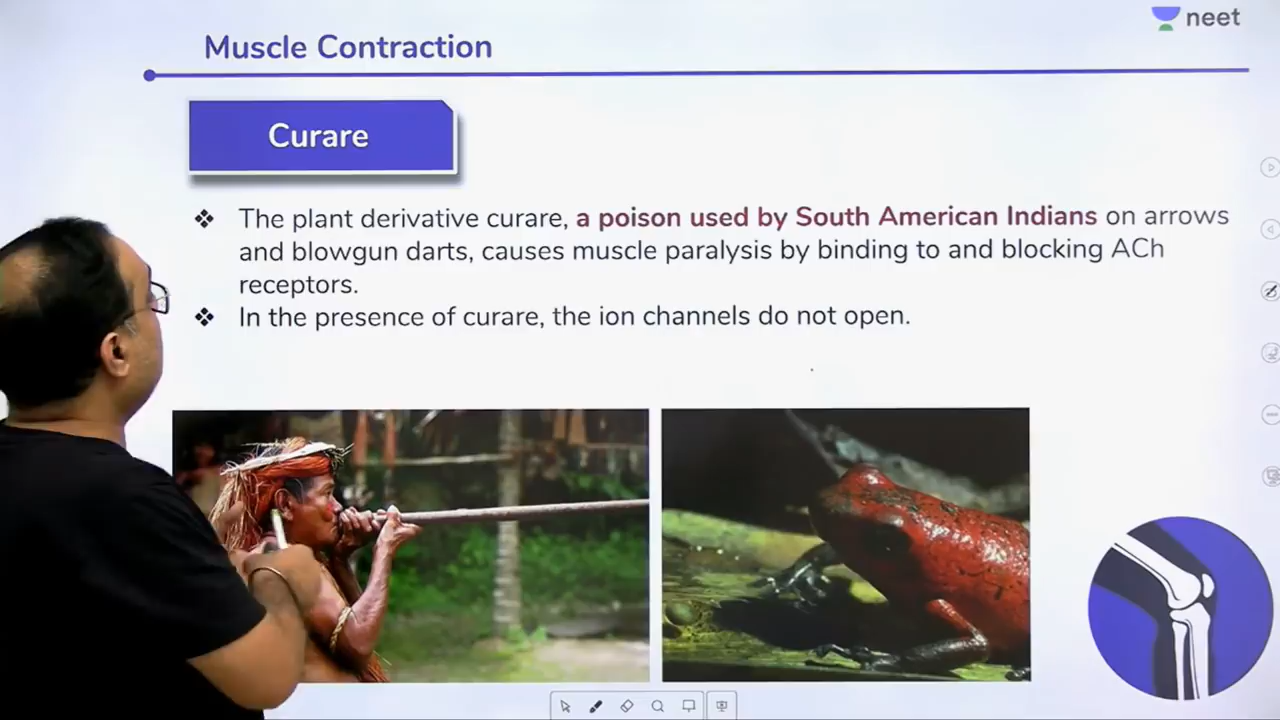 neet
Muscle Contraction
Curare
The plant derivative curare, a poison used by South American Indians on arrows
and blowgun darts, causes muscle paralysis by binding to and blocking ACh
receptors.
In the presence of curare, the ion channels do not open.